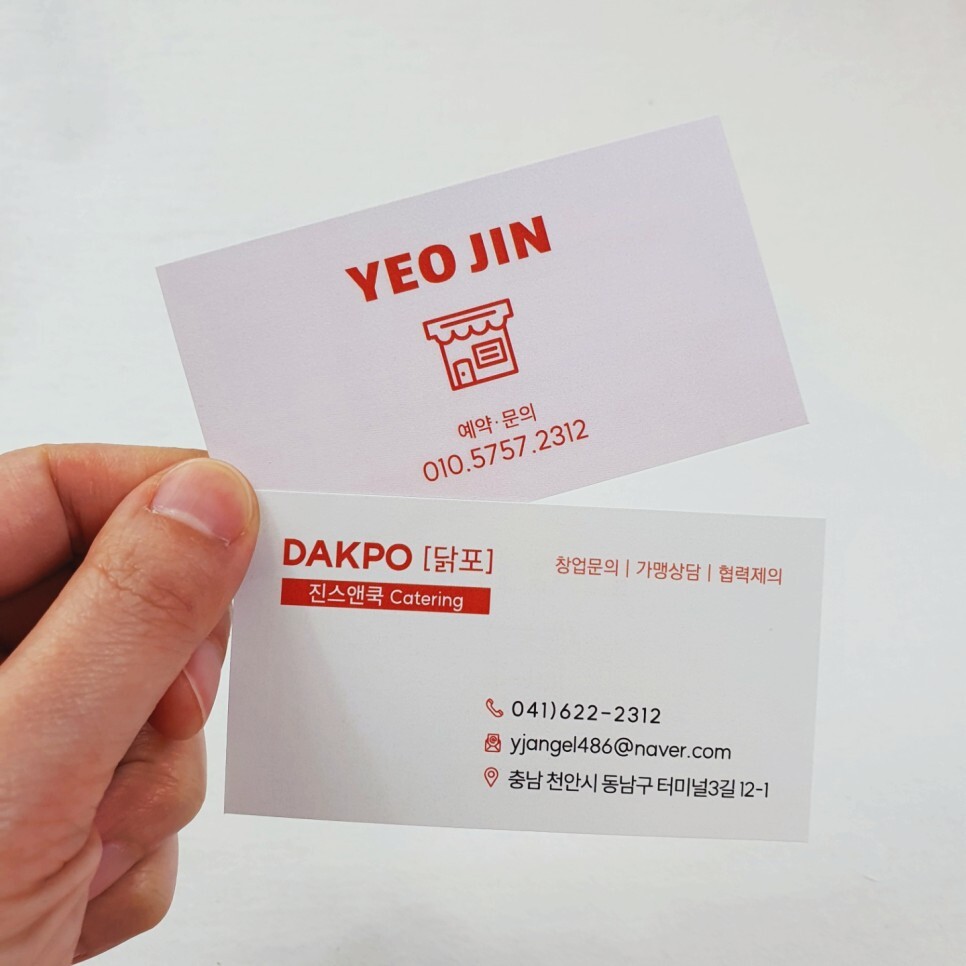 YEO JIN
예약·문의
010.5757.2312
DAKPO [닭포]
진스앤쿡 Catering
창업문의 | 가맹상담 | 협력제의
041)622-2312
yjangel486@naver.com
충남 천안시 동남구 터미널3길 12-1